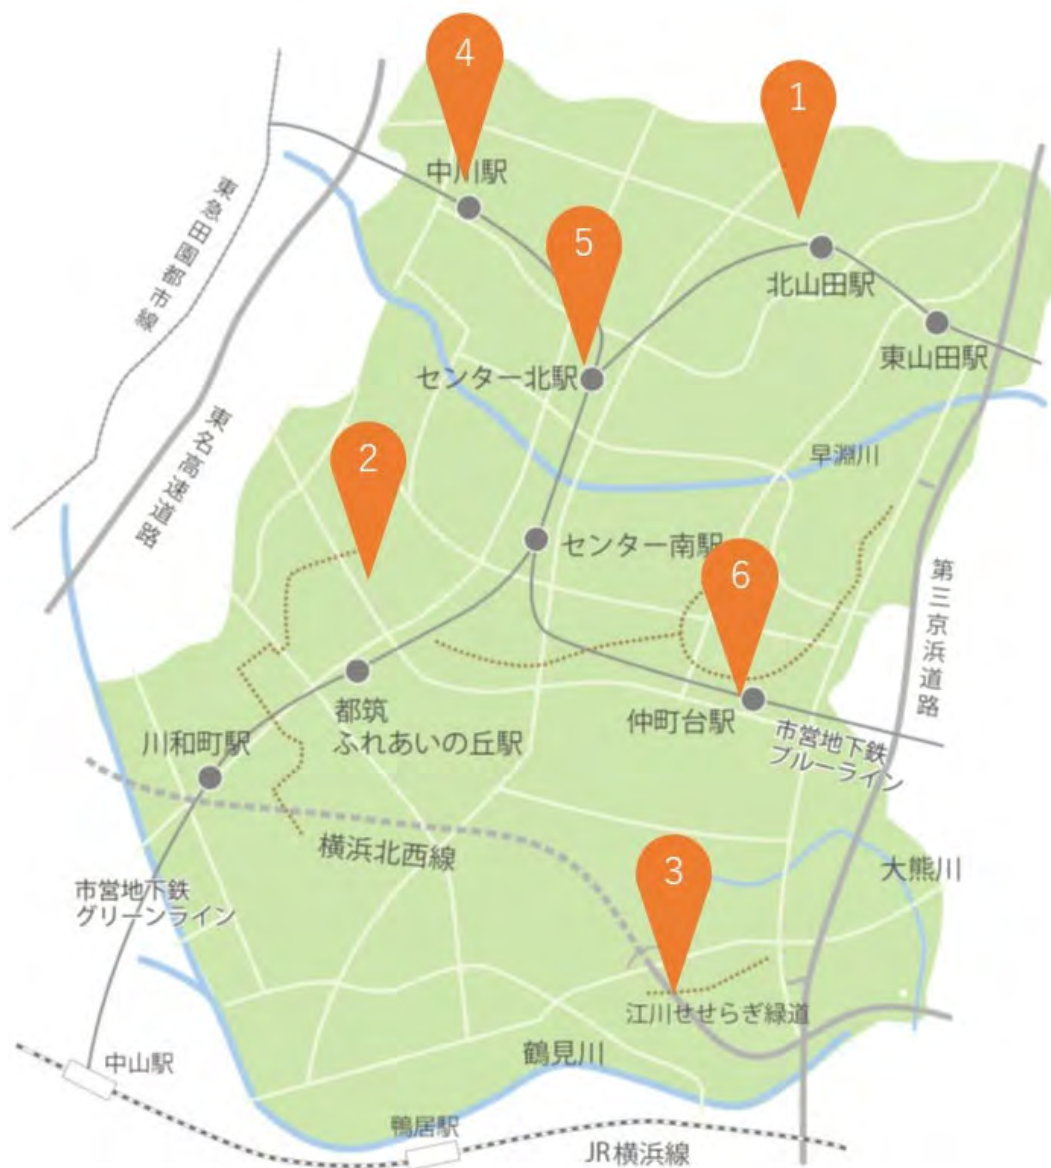 4
1
中川駅
東急田園都市線
5
北山田駅
東山田駅
センター北駅
東名高速道路
2
早淵川
センター南駅
6
第三京浜道路
都筑
ふれあいの丘駅
仲町台駅
川和町駅
市営地下鉄
ブルーライン
横浜北西線
3
大熊川
市営地下鉄
グリーンライン
江川せせらぎ緑道
鶴見川
中山駅
鴨居駅
JR横浜線